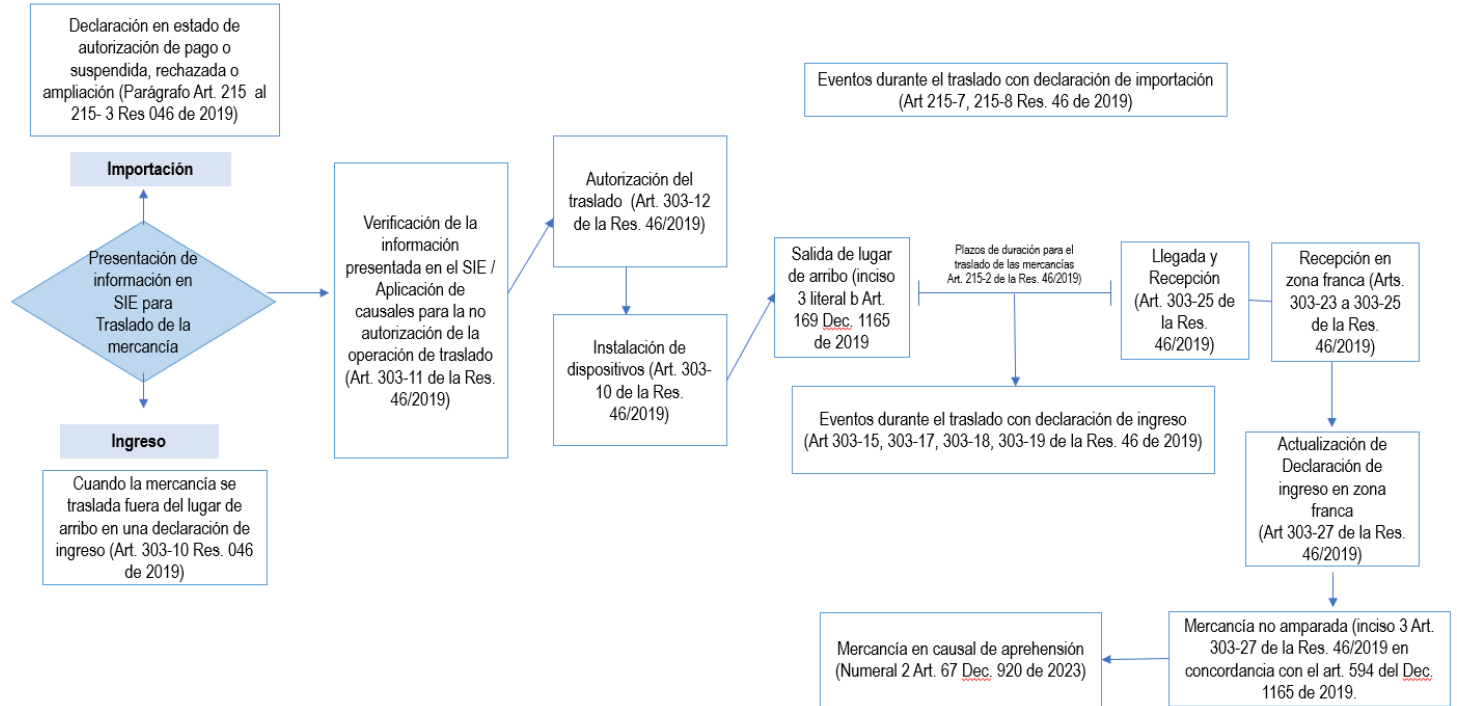 Declaración en estado de
autorización de pago o
suspendida, rechazada o
ampliación (Parágrafo Art. 215 al
215- 3 Res 046 de 2019)
Importación
Presentación de
información en
SIE para
Traslado de la
mercancía
Ingreso
Cuando la mercancía se
traslada fuera del lugar de
arribo en una declaración de
ingreso (Art. 303-10 Res. 046
de 2019)
Verificación de la
información
presentada en el SIE /
Aplicación de
causales para la no
autorización de la
operación de traslado
(Art. 303-11 de la Res.
46/2019)
Autorización del
traslado (Art. 303-12
de la Res. 46/2019)
Instalación de
dispositivos (Art. 303-
10 de la Res.
46/2019)
Salida de lugar
de arribo (inciso
3 literal b Art.
169 Dec. 1165
de 2019
Eventos durante el traslado con declaración de importación
(Art 215-7, 215-8 Res. 46 de 2019)
Plazos de duración para el
traslado de las mercancías
Art. 215-2 de la Res. 46/2019)
Eventos durante el traslado con declaración de ingreso
(Art 303-15, 303-17, 303-18, 303-19 de la Res. 46 de 2019)
Llegada y
Recepción
(Art. 303-25 de
la Res.
46/2019)
Recepción en
zona franca (Arts.
303-23 a 303-25
de la Res.
46/2019)
Actualización de
Declaración de
ingreso en zona
franca
(Art 303-27 de la Res.
46/2019)
Mercancía no amparada (inciso 3 Art.
303-27 de la Res. 46/2019 en
concordancia con el art. 594 del Dec.
1165 de 2019.
Mercancía en causal de aprehensión
(Numeral 2 Art. 67 Dec. 920 de 2023)